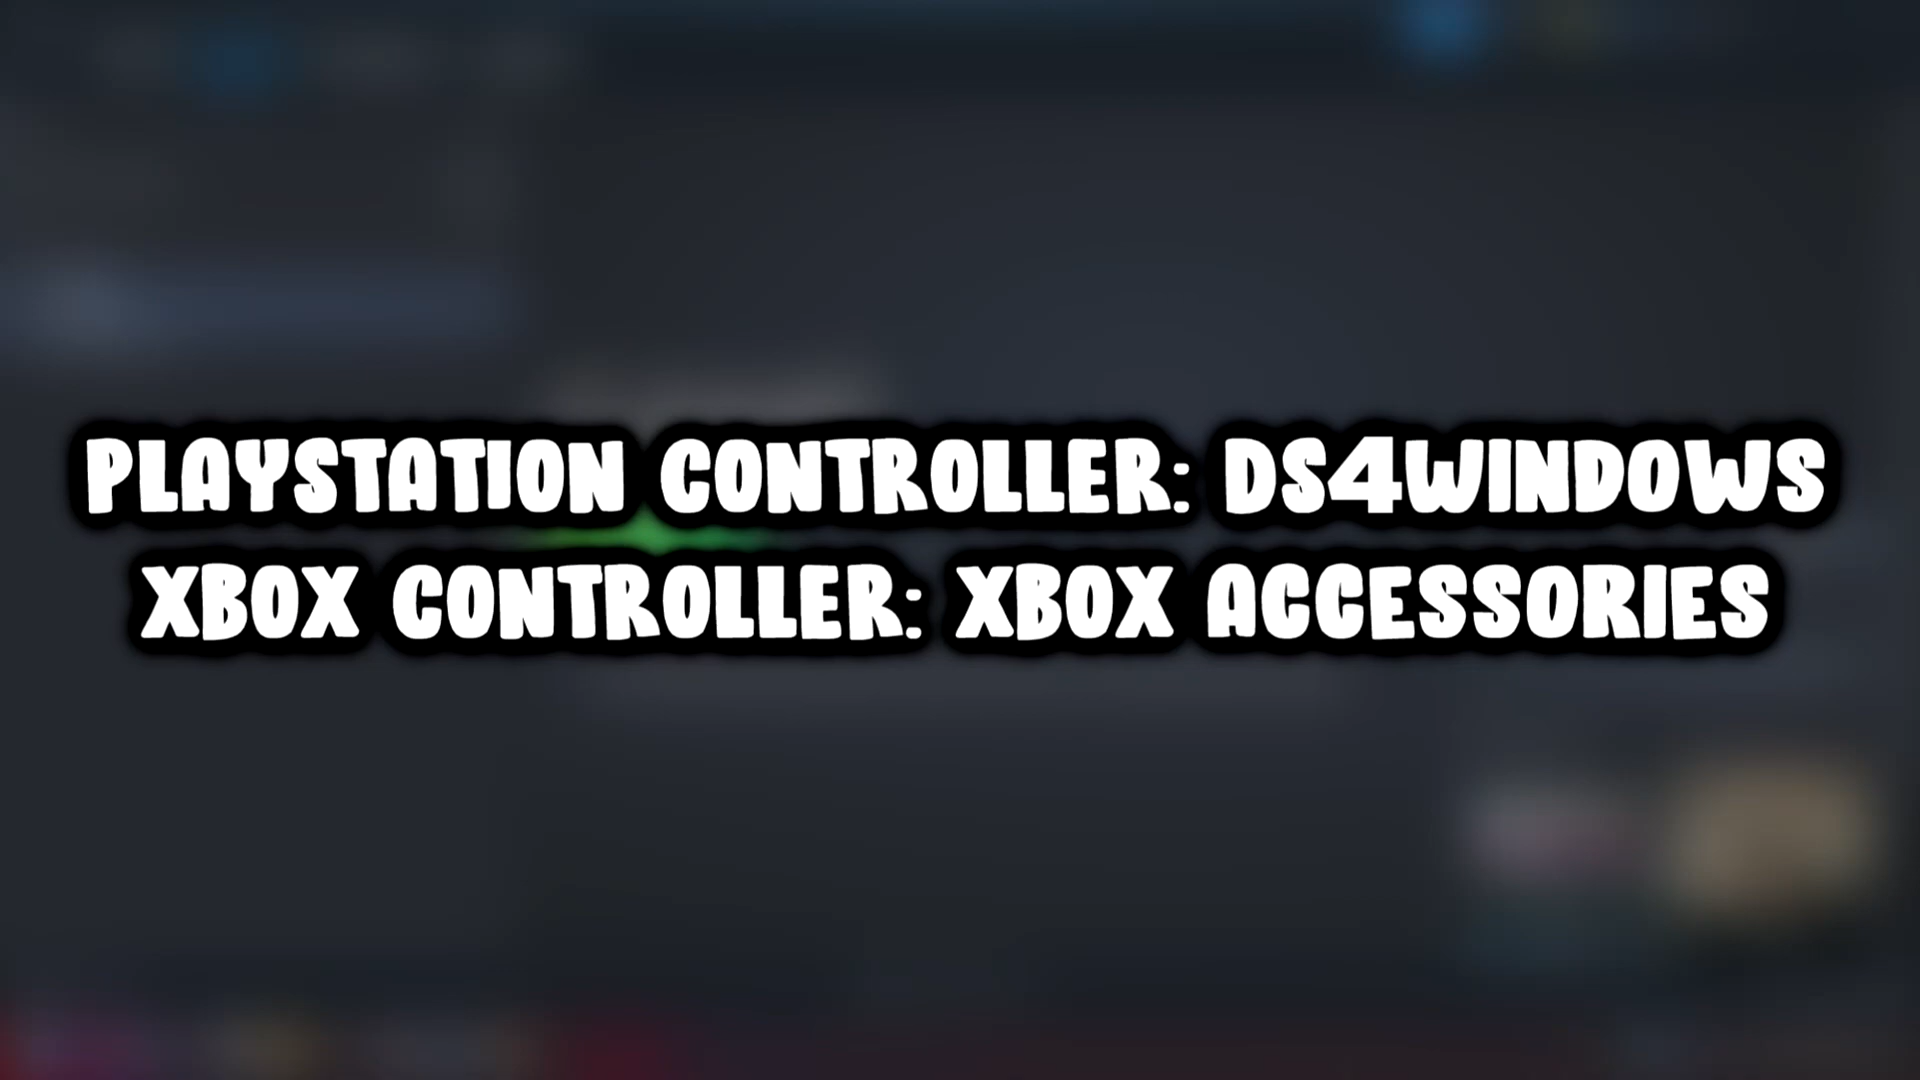 PLAYSTATION CONTROLLER: DS4WINDOWS
XBOX CONTROLLER: XBOX ACCESSORIES